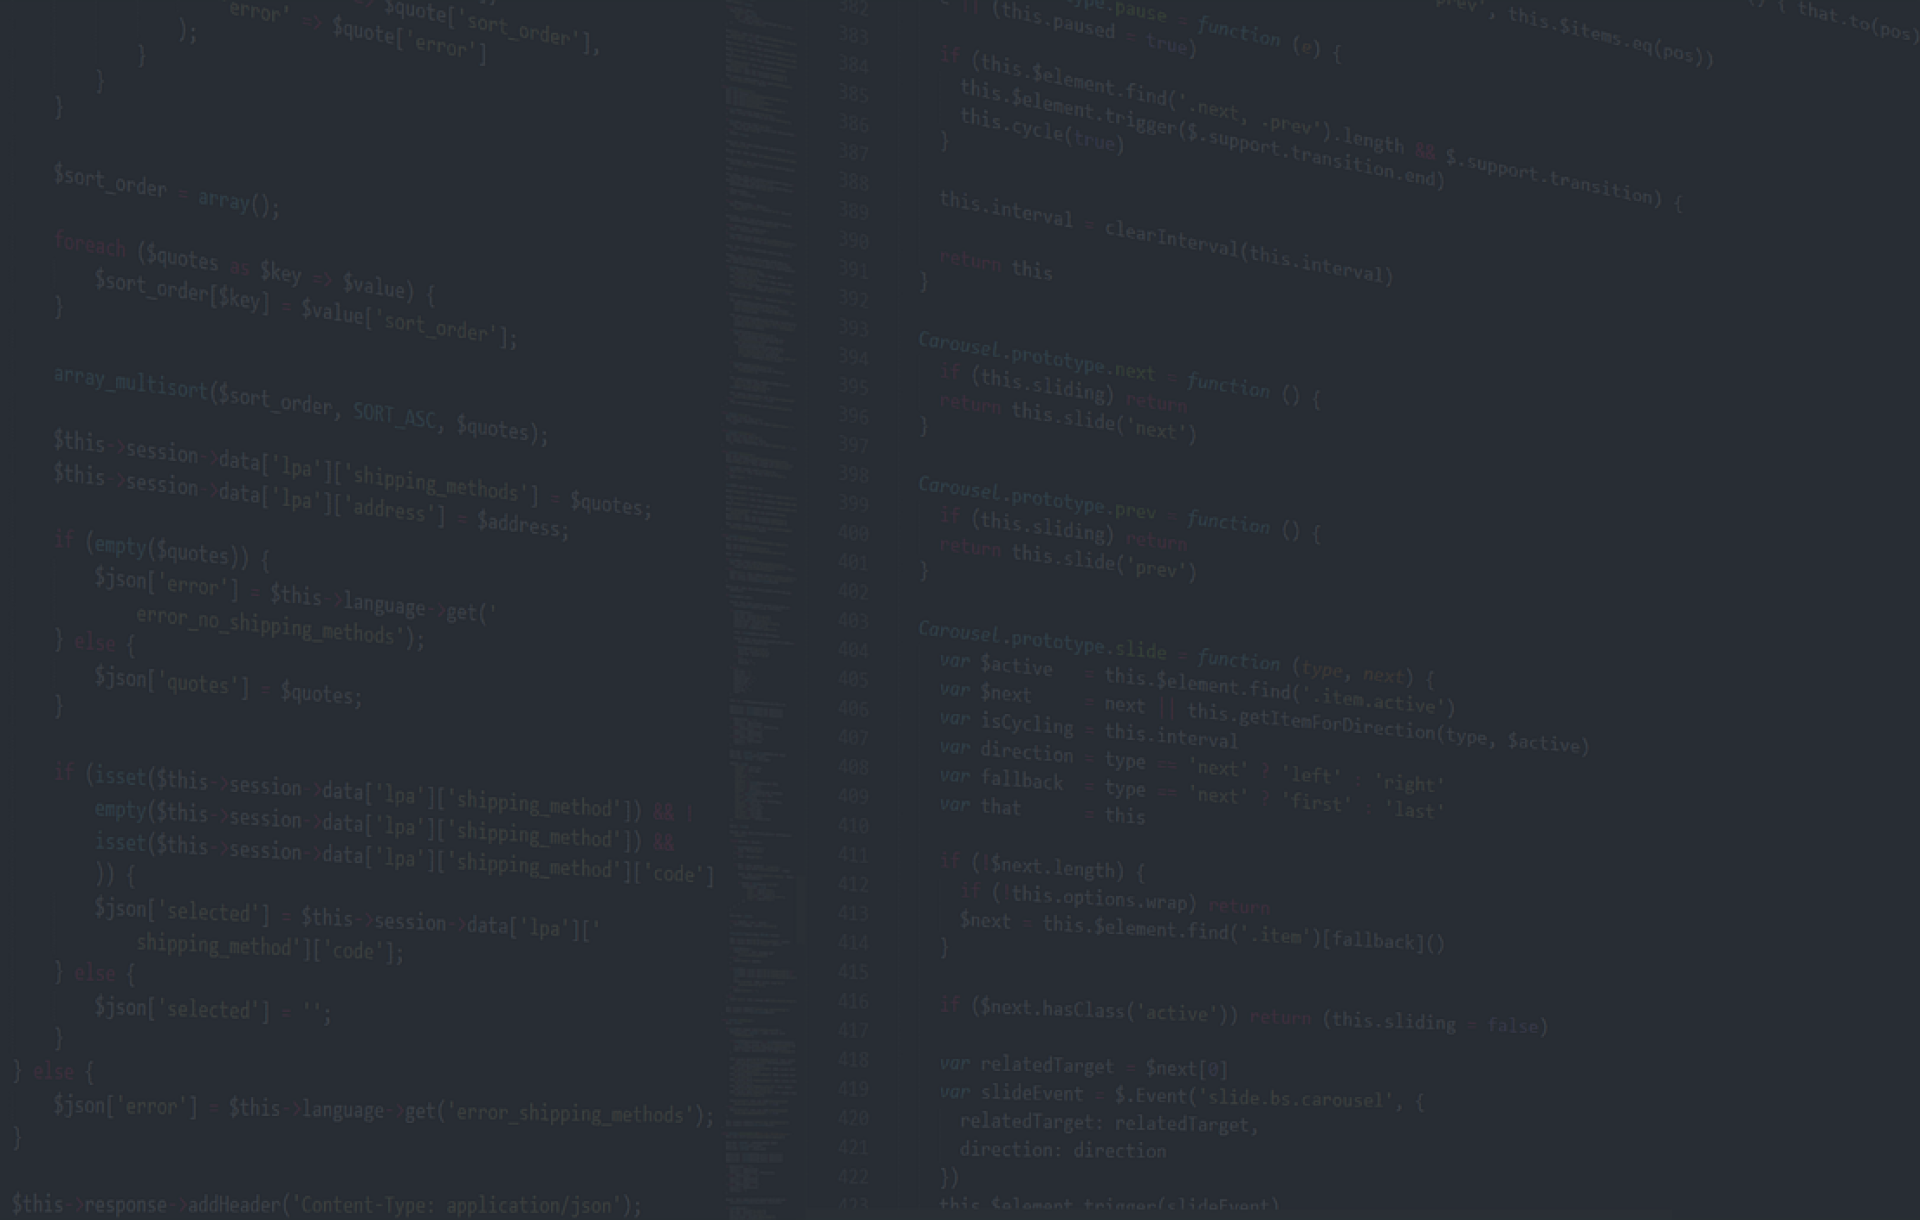 error' => $quote['error']
);
}
}
}
$sort_order = array();
foreach ($quotes as $key => $value) {
$sort_order[$key] = $value['sort_order'];
}
array_multisort($sort_order, SORT_ASC, $quotes);
$this->session->data['lpa']['shipping_methods'] = $quotes;
$this->session->data['lpa']['address'] = $address;
if (empty($quotes)) {
$json['error'] = $this->language->get('
error_no_shipping_methods');
} else {
$json['quotes'] = $quotes;
}
if (isset($this->session->data['lpa']['shipping_method']) && !
empty($this->session->data['lpa']['shipping_method']) &&
isset($this->session->data['lpa']['shipping_method']['code']
)) {
$json['selected'] = $this->session->data['lpa']['
shipping_method']['code'];
} else {
$json['selected'] = '';
}
} else {
$json['error'] = $this->language->get('error_shipping_methods');
}
$this->response->addHeader('Content-Type: application/json');
382
383
384
385
386
387
388
389
390
391
392
393
394
395
396
397
398
399
400
401
402
403
404
405
406
407
408
409
410
411
412
413
414
415
416
417
418
419
420
421
422
423
prev', this.$items.eq(pos))
{ that.to(pos)
.pause = function (e) {
|| (this.paused = true)
if (this.$element.find('.next, .prev').length && $.support.transition) {
this.$element.trigger($.support.transition.end)
this.cycle(true)
}
this.interval = clearInterval(this.interval)
return this
}
Carousel.prototype.next = function () {
if (this.sliding) return
return this.slide('next')
}
Carousel.prototype.prev = function () {
if (this.sliding) return
return this.slide('prev')
}
Carousel.prototype.slide = function (type, next) {
var $active = this.$element.find('.item.active')
var $next = next || this.getItemForDirection(type, $active)
var isCycling = this.interval
var direction = type == 'next' ? 'left' : 'right'
var fallback = type == 'next' ? 'first' : 'last'
var that = this
if (!$next.length) {
if (!this.options.wrap) return
$next = this.$element.find('.item')[fallback]()
}
if ($next.hasClass('active')) return (this.sliding = false)
var relatedTarget = $next[0]
var slideEvent = $.Event('slide.bs.carousel', {
relatedTarget: relatedTarget,
direction: direction
})
this.$element.trigger(slideEvent)